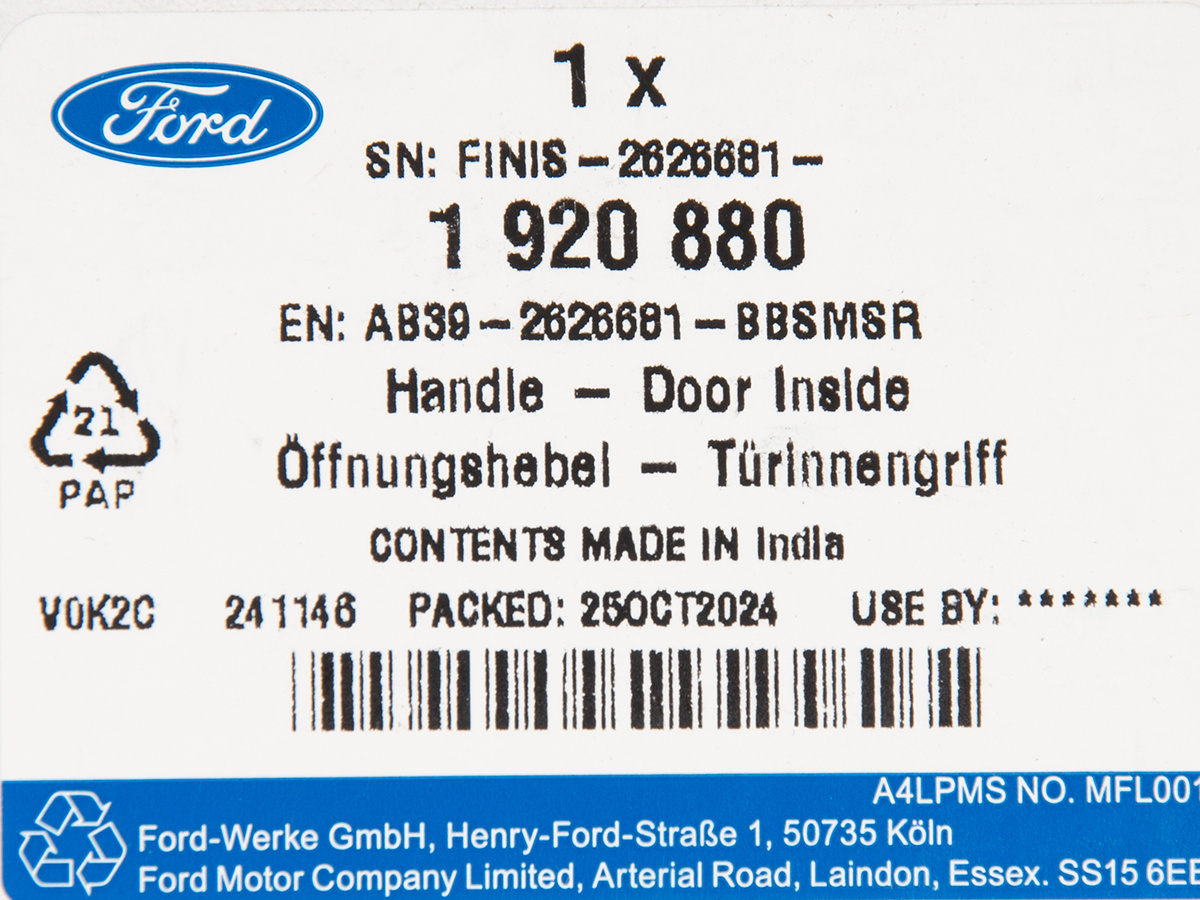 Ford
1 x
SN: FINIS-2626681-
1 920 880
EN: AB39-2626681-BBSMSR
Handle - Door Inside
21
PAP
Öffnungshebel - Türinnengriff
CONTENTS MADE IN India
V0K2C 241146 PACKED: 25OCT2024 USE BY: *******
A4LPMS NO. MFL001
Ford-Werke GmbH, Henry-Ford-Straße 1, 50735 Köln
Ford Motor Company Limited, Arterial Road, Laindon, Essex. SS15 6EE